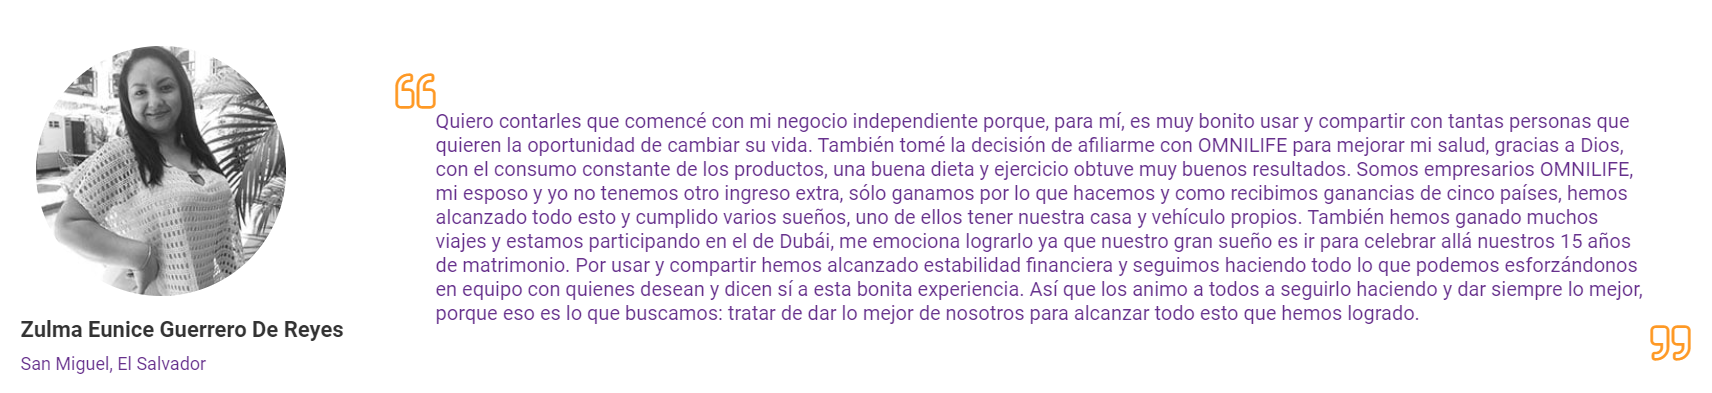 Quiero contarles que comencé con mi negocio independiente porque, para mí, es muy bonito usar y compartir con tantas personas que
quieren la oportunidad de cambiar su vida. También tomé la decisión de afiliarme con OMNILIFE para mejorar mi salud, gracias a Dios,
con el consumo constante de los productos, una buena dieta y ejercicio obtuve muy buenos resultados. Somos empresarios OMNILIFE,
mi esposo y yo no tenemos otro ingreso extra, sólo ganamos por lo que hacemos y como recibimos ganancias de cinco países, hemos
alcanzado todo esto y cumplido varios sueños, uno de ellos tener nuestra casa y vehículo propios. También hemos ganado muchos
viajes y estamos participando en el de Dubái, me emociona lograrlo ya que nuestro gran sueño es ir para celebrar allá nuestros 15 años
de matrimonio. Por usar y compartir hemos alcanzado estabilidad financiera y seguimos haciendo todo lo que podemos esforzándonos
en equipo con quienes desean y dicen sí a esta bonita experiencia. Así que los animo a todos a seguirlo haciendo y dar siempre lo mejor,
porque eso es lo que buscamos: tratar de dar lo mejor de nosotros para alcanzar todo esto que hemos logrado.
Zulma Eunice Guerrero De Reyes
San Miguel, El Salvador